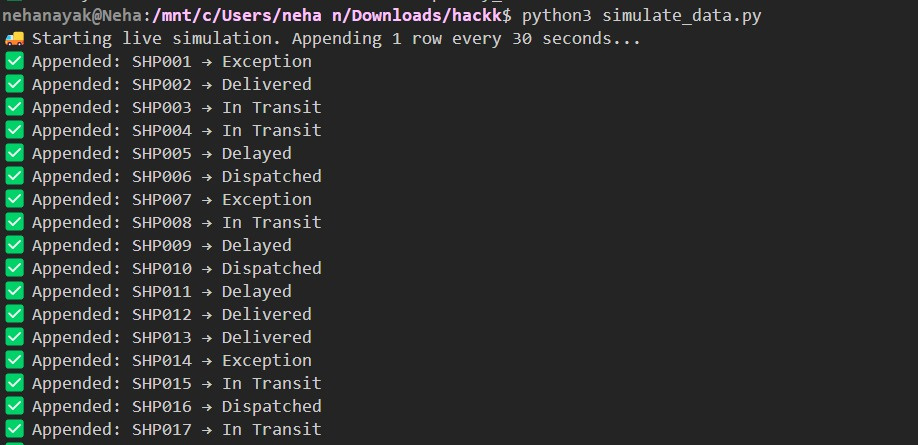 nehanayak@Neha:/mnt/c/Users/neha n/Downloads/hackk$ python3 simulate_data.py
🚚 Starting live simulation. Appending 1 row every 30 seconds...
✅ Appended: SHP001 → Exception
✅ Appended: SHP002 → Delivered
✅ Appended: SHP003 → In Transit
✅ Appended: SHP004 → In Transit
✅ Appended: SHP005 → Delayed
✅ Appended: SHP006 → Dispatched
✅ Appended: SHP007 → Exception
✅ Appended: SHP008 → In Transit
✅ Appended: SHP009 → Delayed
✅ Appended: SHP010 → Dispatched
✅ Appended: SHP011 → Delayed
✅ Appended: SHP012 → Delivered
✅ Appended: SHP013 → Delivered
✅ Appended: SHP014 → Exception
✅ Appended: SHP015 → In Transit
✅ Appended: SHP016 → Dispatched
✅ Appended: SHP017 → In Transit